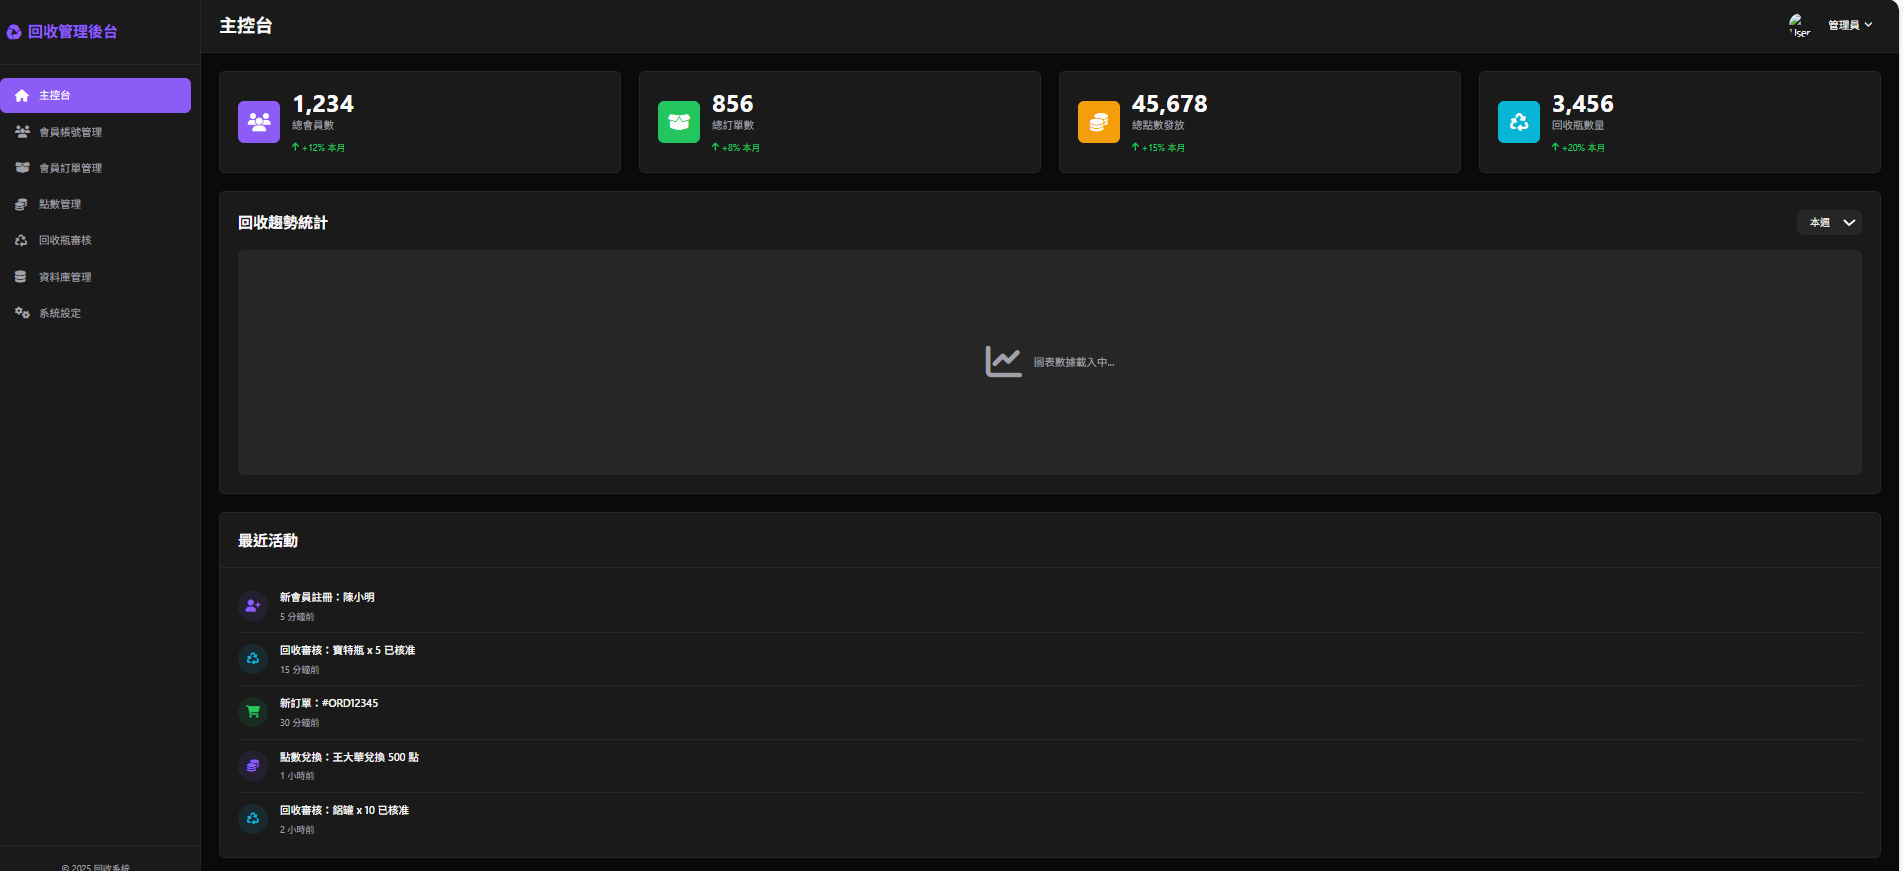 回收管理後台
主控台
會員帳號管理
會員訂單管理
點數管理
回收瓶審核
資料庫管理
系統設定
© 2025 回收系統
主控台
User
管理員
1,234
總會員數
+12% 本月
856
總訂單數
+8% 本月
45,678
總點數發放
+15% 本月
3,456
回收瓶數量
+20% 本月
回收趨勢統計
本週
圖表數據載入中...
最近活動
新會員註冊：陳小明
5 分鐘前
回收審核：寶特瓶 x 5 已核准
15 分鐘前
新訂單：#ORD12345
30 分鐘前
點數兌換：王大華兌換 500 點
1 小時前
回收審核：鋁罐 x 10 已核准
2 小時前